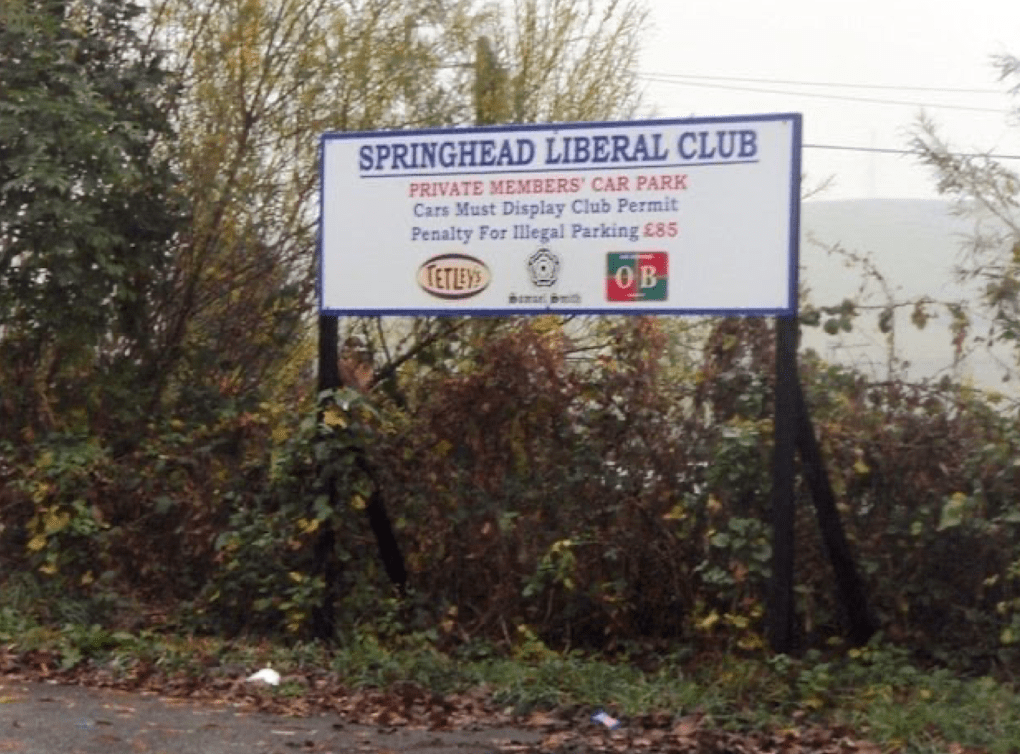 SPRINGHEAD LIBERAL CLUB
PRIVATE MEMBERS' CAR PARK
Cars Must Display Club Permit
Penalty For Illegal Parking £85
TETLEY'S
Samuel Smith
OB